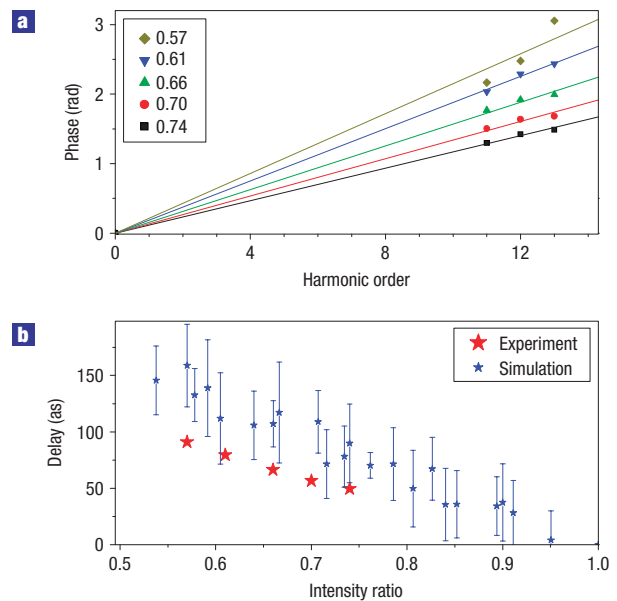 a
0.57
0.61
0.66
0.70
0.74
Phase (rad)
3
2
1
0
0
4
8
12
Harmonic order
b
Experiment
Simulation
Delay (as)
150
100
50
0
0.5
0.6
0.7
0.8
0.9
1.0
Intensity ratio